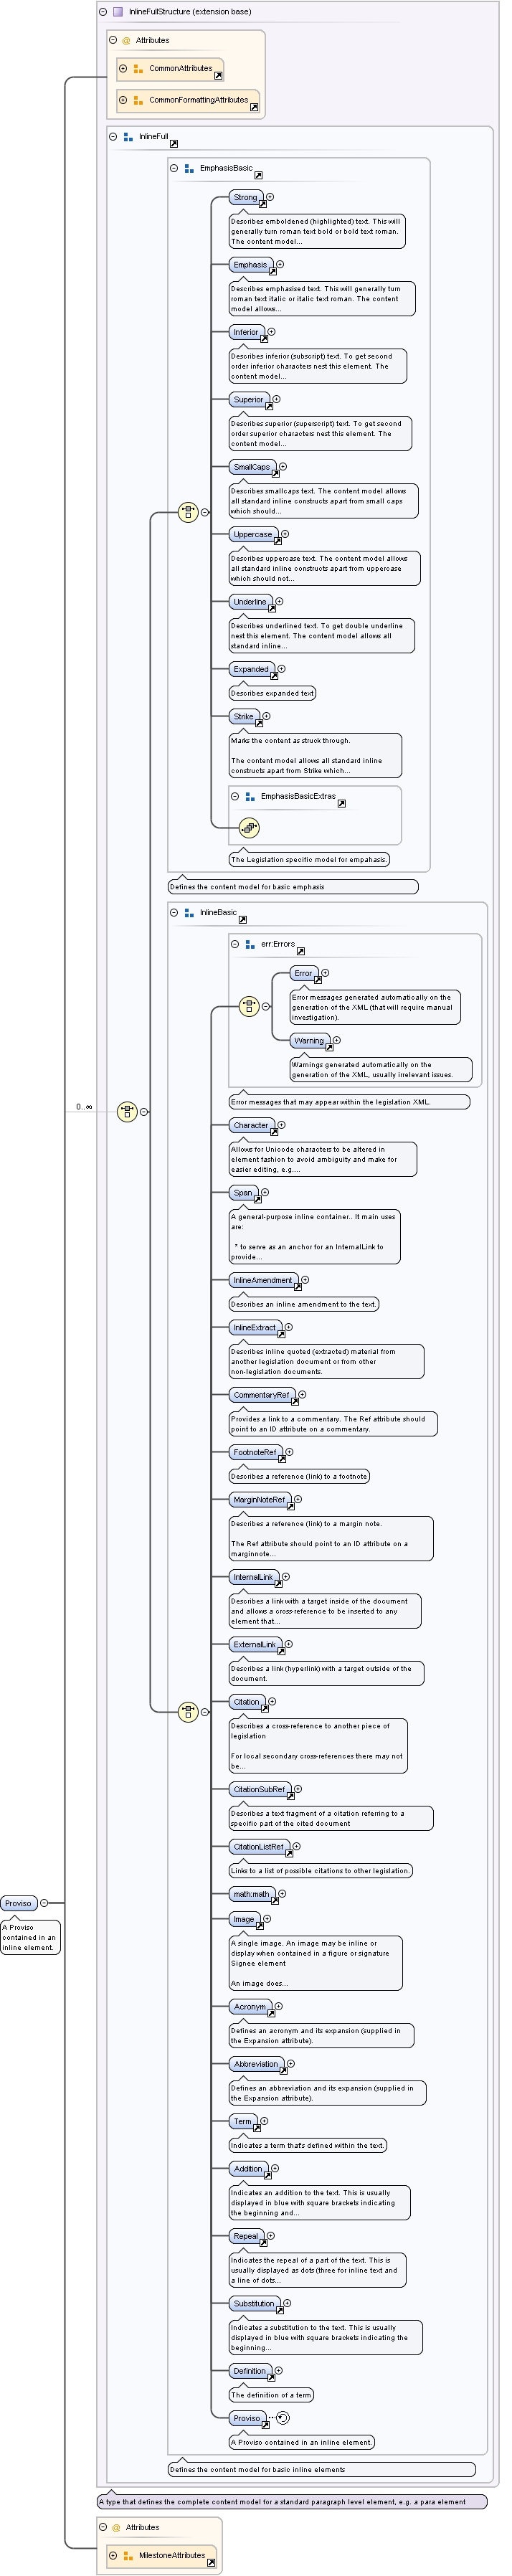 InlineFullStructure (extension base)
Attributes
CommonAttributes
CommonFormattingAttributes
InlineFull
EmphasisBasic
Strong
Describes emboldened (highlighted) text. This will
generally turn roman text bold or bold text roman.
The content model...
Emphasis
Describes emphasised text. This will generally turn
roman text italic or italic text roman. The content
model allows...
Inferior
Describes inferior (subscript) text. To get second
order inferior characters nest this element. The
content model...
Superior
Describes superior (superscript) text. To get second
order superior characters nest this element. The
content model...
SmallCaps
Describes smallcaps text. The content model allows
all standard inline constructs apart from small caps
which should...
Uppercase
Describes uppercase text. The content model allows
all standard inline constructs apart from uppercase
which should not...
Underline
Describes underlined text. To get double underline
nest this element. The content model allows all
standard inline...
Expanded
Describes expanded text
Strike
Marks the content as struck through.
The content model allows all standard inline
constructs apart from Strike which...
EmphasisBasicExtras
The Legislation specific model for empahasis.
Defines the content model for basic emphasis
InlineBasic
err:Errors
Error
Error messages generated automatically on the
generation of the XML (that will require manual
investigation).
Warning
Warnings generated automatically on the
generation of the XML, usually irrelevant issues.
Error messages that may appear within the legislation XML.
0..∞
Character
Allows for Unicode characters to be altered in
element fashion to avoid ambiguity and make for
easier editing, e.g....
Span
A general-purpose inline container.. It main uses
are:
* to serve as an anchor for an InternalLink to
provide...
InlineAmendment
Describes an inline amendment to the text.
InlineExtract
Describes inline quoted (extracted) material from
another legislation document or from other
non-legislation documents.
CommentaryRef
Provides a link to a commentary. The Ref attribute should
point to an ID attribute on a commentary.
FootnoteRef
Describes a reference (link) to a footnote
MarginNoteRef
Describes a reference (link) to a margin note.
The Ref attribute should point to an ID attribute on a
marginnote...
InternalLink
Describes a link with a target inside of the document
and allows a cross-reference to be inserted to any
element that...
ExternalLink
Describes a link (hyperlink) with a target outside of the
document.
Citation
Describes a cross-reference to another piece of
legislation
For local secondary cross-references there may not
be...
CitationSubRef
Describes a text fragment of a citation referring to a
specific part of the cited document
CitationListRef
Links to a list of possible citations to other legislation.
math:math
Proviso
A Proviso
contained in an
inline element.
Image
A single image. An image may be inline or
display when contained in a figure or signature
Signee element
An image does...
Acronym
Defines an acronym and its expansion (supplied in
the Expansion attribute).
Abbreviation
Defines an abbreviation and its expansion (supplied in
the Expansion attribute).
Term
Indicates a term that's defined within the text.
Addition
Indicates an addition to the text. This is usually
displayed in blue with square brackets indicating
the beginning and...
Repeal
Indicates the repeal of a part of the text. This is
usually displayed as dots (three for inline text and
a line of dots...
Substitution
Indicates a substitution to the text. This is usually
displayed in blue with square brackets indicating the
beginning...
Definition
The definition of a term
Proviso
A Proviso contained in an inline element.
Defines the content model for basic inline elements
A type that defines the complete content model for a standard paragraph level element, e.g. a para element
Attributes
MilestoneAttributes